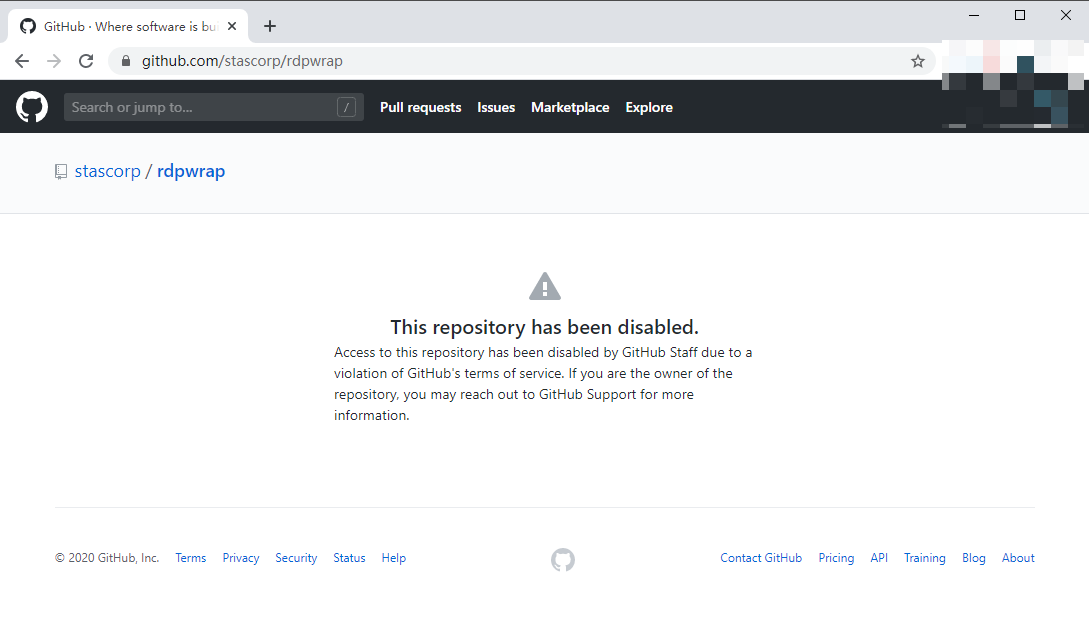 GitHub · Where software is bui
github.com/stascorp/rdpwrap
Search or jump to... / Pull requests Issues Marketplace Explore
stascorp / rdpwrap
This repository has been disabled.
Access to this repository has been disabled by GitHub Staff due to a
violation of GitHub's terms of service. If you are the owner of the
repository, you may reach out to GitHub Support for more
information.
© 2020 GitHub, Inc. Terms Privacy Security Status Help Contact GitHub Pricing API Training Blog About